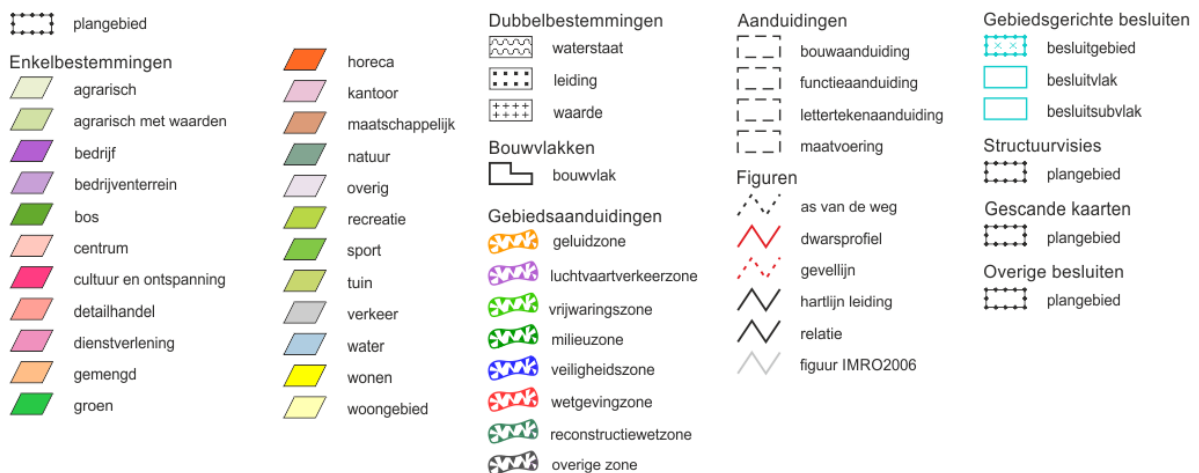 plangebied
Enkelbestemmingen
agrarisch
agrarisch met waarden
bedrijf
bedrijventerrein
bos
centrum
cultuur en ontspanning
detailhandel
dienstverlening
gemengd
groen
horeca
kantoor
maatschappelijk
natuur
overig
recreatie
sport
tuin
verkeer
water
wonen
woongebied
Dubbelbestemmingen
waterstaat
leiding
waarde
Bouwvlakken
bouwvlak
Gebiedsaanduidingen
geluidzone
luchtvaartverkeerzone
vrijwaringszone
milieuzone
veiligheidszone
wetgevingzone
reconstructiewetzone
overige zone
Aanduidingen
bouwaanduiding
functieaanduiding
lettertekenaanduiding
maatvoering
Figuren
as van de weg
dwarsprofiel
gevellijn
hartlijn leiding
relatie
figuur IMRO2006
Gebiedsgerichte besluiten
besluitgebied
besluitvlak
besluitsubvlak
Structuurvisies
plangebied
Gescande kaarten
plangebied
Overige besluiten
plangebied